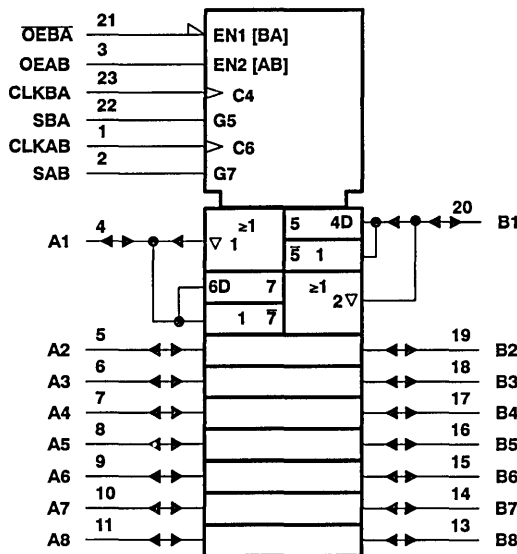 21
OEBA EN1 [BA]
3
OEAB EN2 [AB]
23
CLKBA C4
22
SBA G5
1
CLKAB C6
2
SAB G7
4 ≥1 5 4D 20
A1 ▽ 1 5̅ 1 B1
6D 7 ≥1
1 7̅ 2▽
5 19
A2 B2
6 18
A3 B3
7 17
A4 B4
8 16
A5 B5
9 15
A6 B6
10 14
A7 B7
11 13
A8 B8